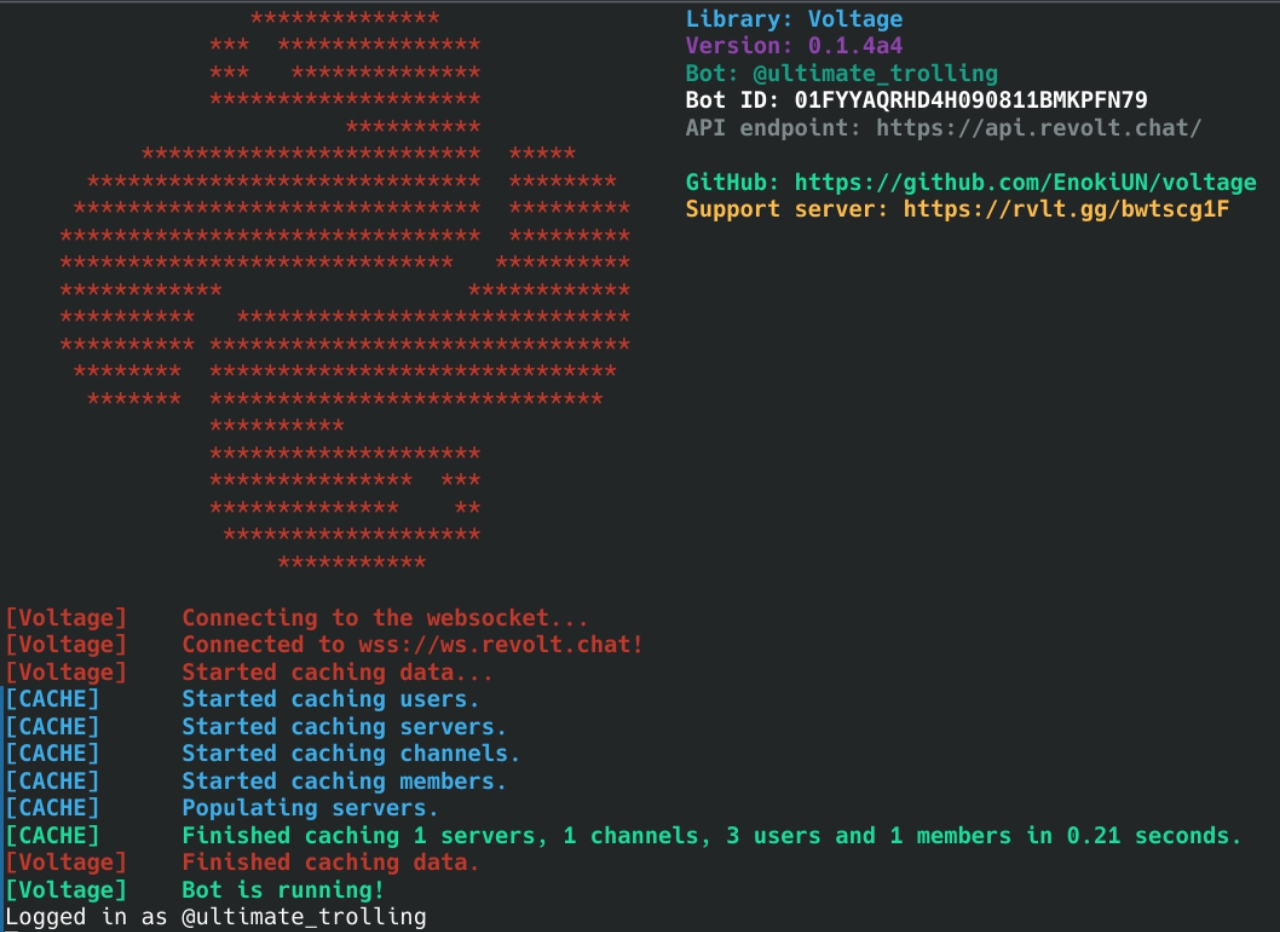 Library: Voltage
Version: 0.1.4a4
Bot: @ultimate_trolling
Bot ID: 01FYYAQRHD4H090811BMKPFN79
API endpoint: https://api.revolt.chat/
GitHub: https://github.com/EnokiUN/voltage
Support server: https://rvlt.gg/bwtscg1F
[Voltage] Connecting to the websocket...
[Voltage] Connected to wss://ws.revolt.chat!
[Voltage] Started caching data...
[CACHE] Started caching users.
[CACHE] Started caching servers.
[CACHE] Started caching channels.
[CACHE] Started caching members.
[CACHE] Populating servers.
[CACHE] Finished caching 1 servers, 1 channels, 3 users and 1 members in 0.21 seconds.
[Voltage] Finished caching data.
[Voltage] Bot is running!
Logged in as @ultimate_trolling